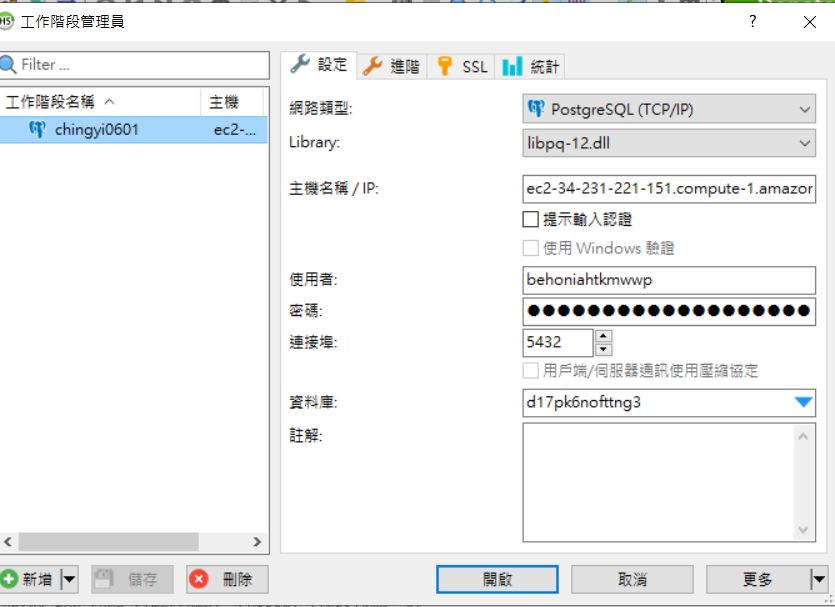 工作階段管理員
Filter ...
工作階段名稱 主機
chingyi0601 ec2-...
設定 進階 SSL 統計
網路類型: PostgreSQL (TCP/IP)
Library: libpq-12.dll
主機名稱 / IP: ec2-34-231-221-151.compute-1.amazon
提示輸入認證
使用 Windows 驗證
使用者: behoniahtkmwwp
密碼: ●●●●●●●●●●●●●●●●●●●
連接埠: 5432
用戶端/伺服器通訊使用壓縮協定
資料庫: d17pk6nofttng3
註解:
新增 儲存 刪除 開啟 取消 更多